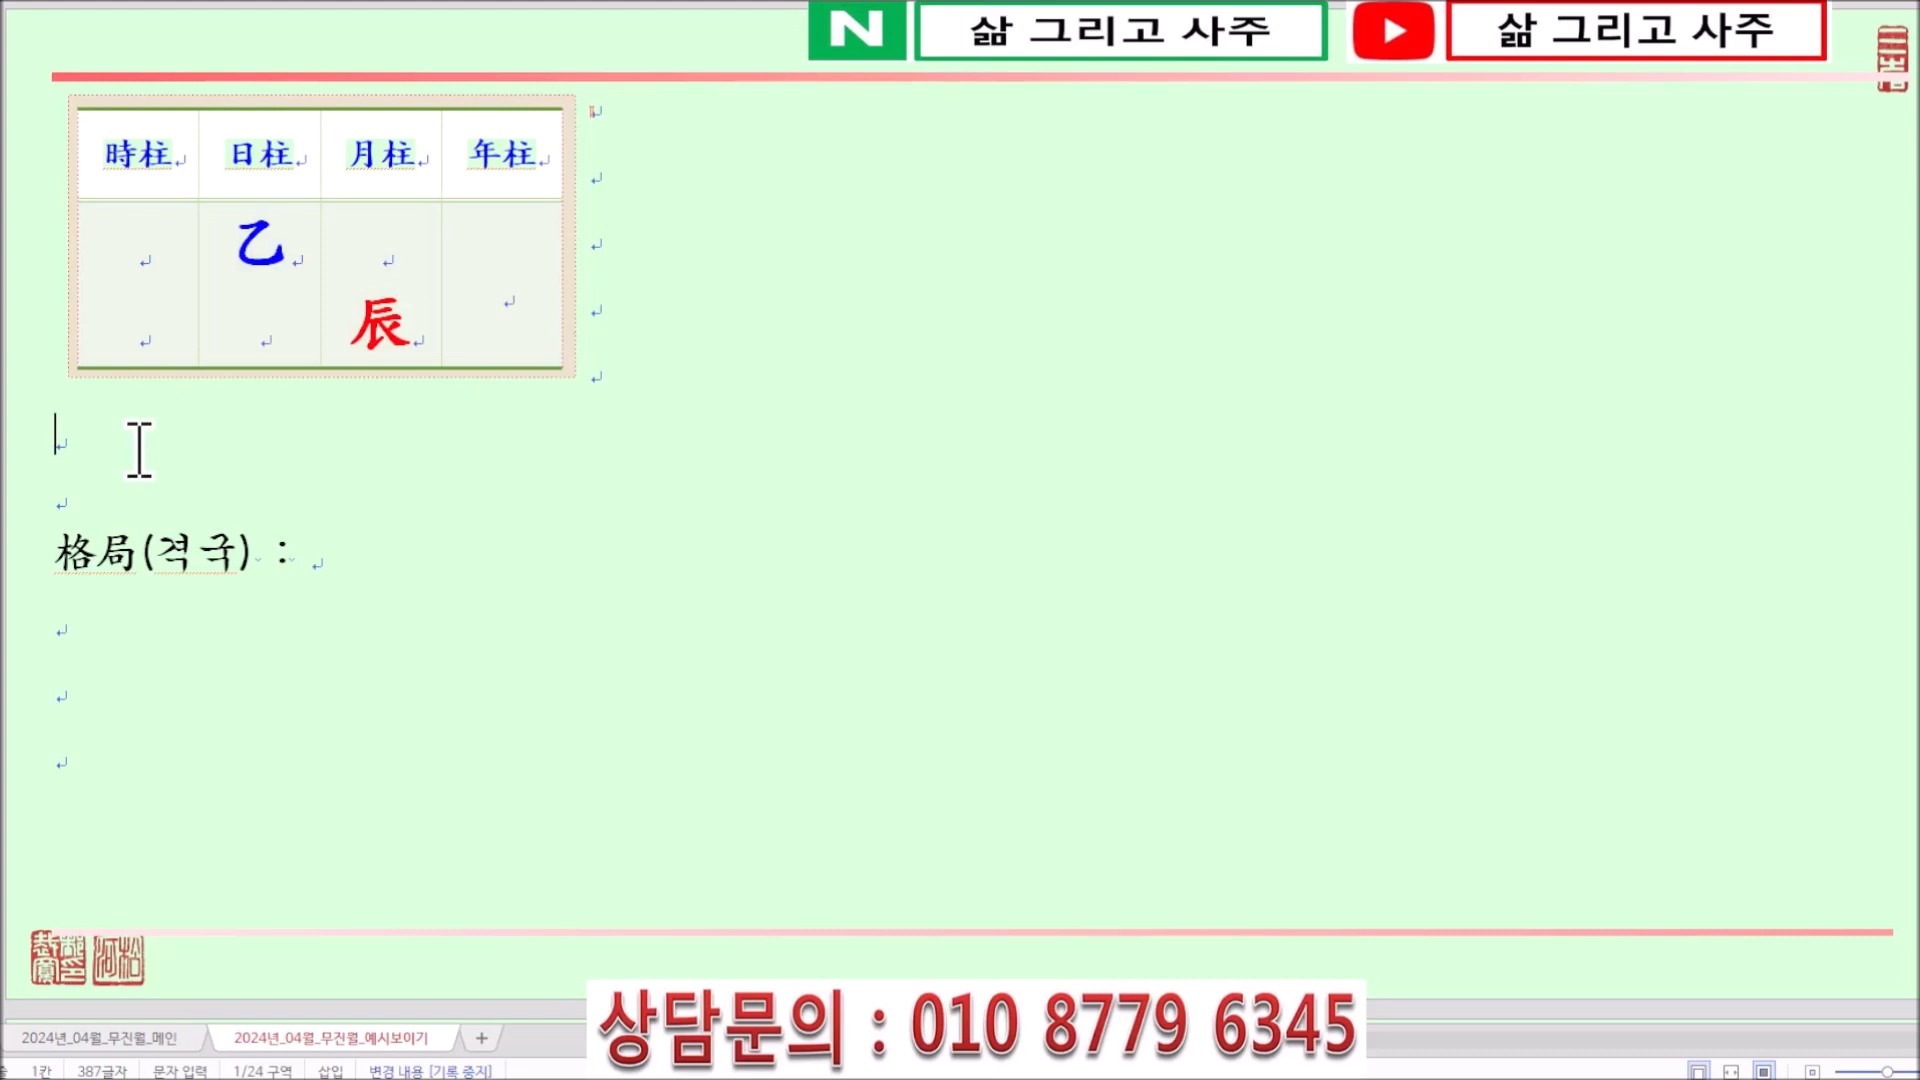 N 삶 그리고 사주 삶 그리고 사주
時柱 日柱 月柱 年柱
乙
辰
格局(격국) :
상담문의 : 010 8779 6345
2024년_04월_무진월_메인 2024년_04월_무진월_예시보이기 +
1칸 387글자 문자 입력 1/24 구역 삽입 변경 내용 [기록 중지]